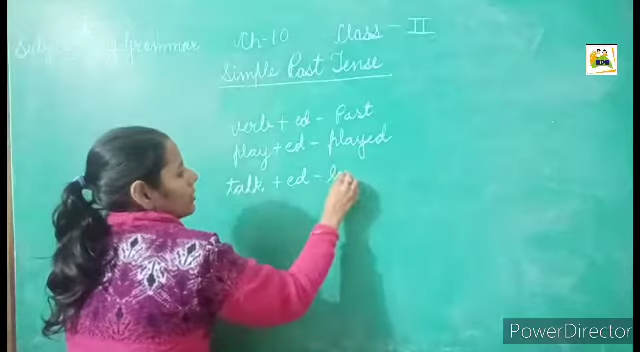 Ch-10 Class - II
Grammar
Simple Past Tense
verb + ed - Past
play + ed - played
talk + ed -
PowerDirector